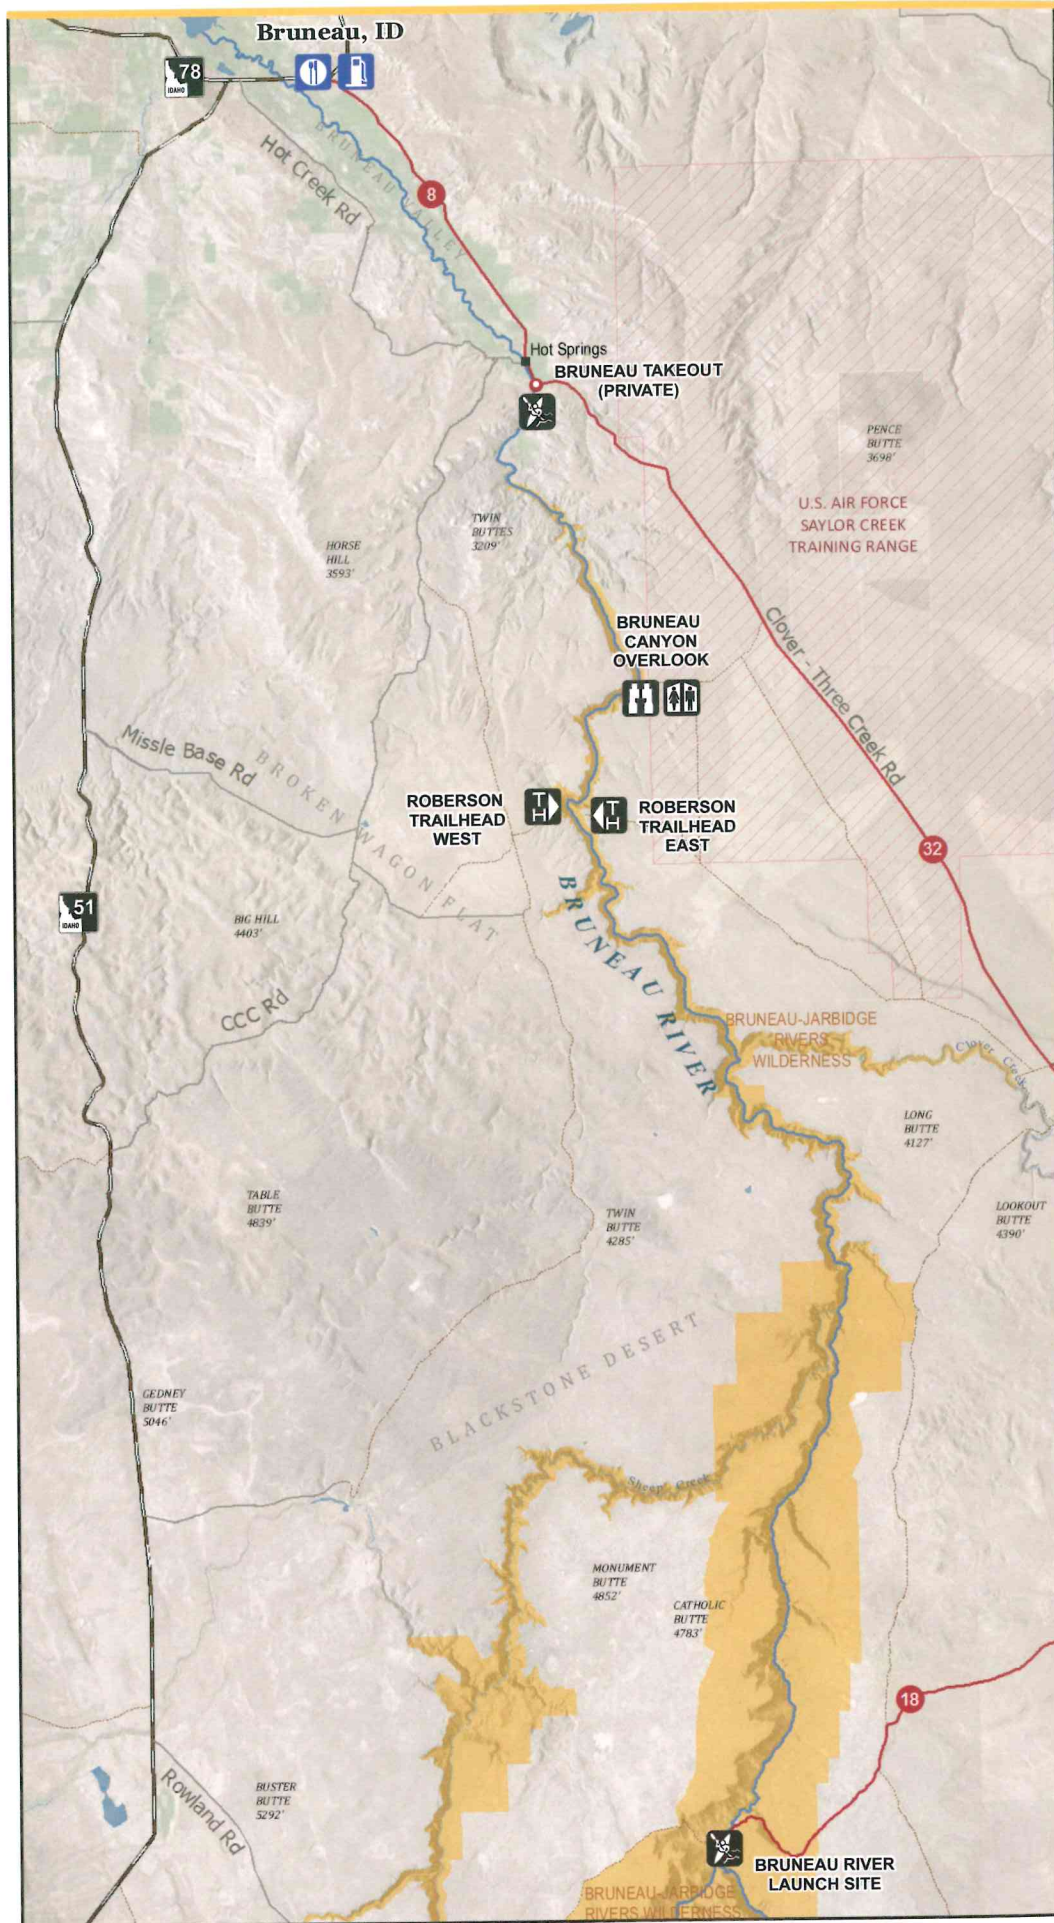 Bruneau, ID
78
IDAHO
Hot Creek Rd
BRUNEAU VALLEY
8
Hot Springs
BRUNEAU TAKEOUT
(PRIVATE)
PENCE
BUTTE
3698'
U.S. AIR FORCE
SAYLOR CREEK
TRAINING RANGE
TWIN
BUTTES
3209'
HORSE
HILL
3593'
BRUNEAU
CANYON
OVERLOOK
Clover - Three Creek Rd
Missle Base Rd
BROKEN WAGON FLAT
ROBERSON
TRAILHEAD
WEST
TH
TH
ROBERSON
TRAILHEAD
EAST
32
51
IDAHO
BIG HILL
4403'
BRUNEAU RIVER
CCC Rd
BRUNEAU-JARBIDGE
RIVERS
WILDERNESS
Clover Creek
LONG
BUTTE
4127'
TABLE
BUTTE
4839'
TWIN
BUTTE
4285'
LOOKOUT
BUTTE
4390'
BLACKSTONE DESERT
GEDNEY
BUTTE
5046'
Sheep Creek
MONUMENT
BUTTE
4852'
CATHOLIC
BUTTE
4783'
18
Rowland Rd
BUSTER
BUTTE
5292'
BRUNEAU RIVER
LAUNCH SITE
BRUNEAU-JARBIDGE
RIVERS WILDERNESS